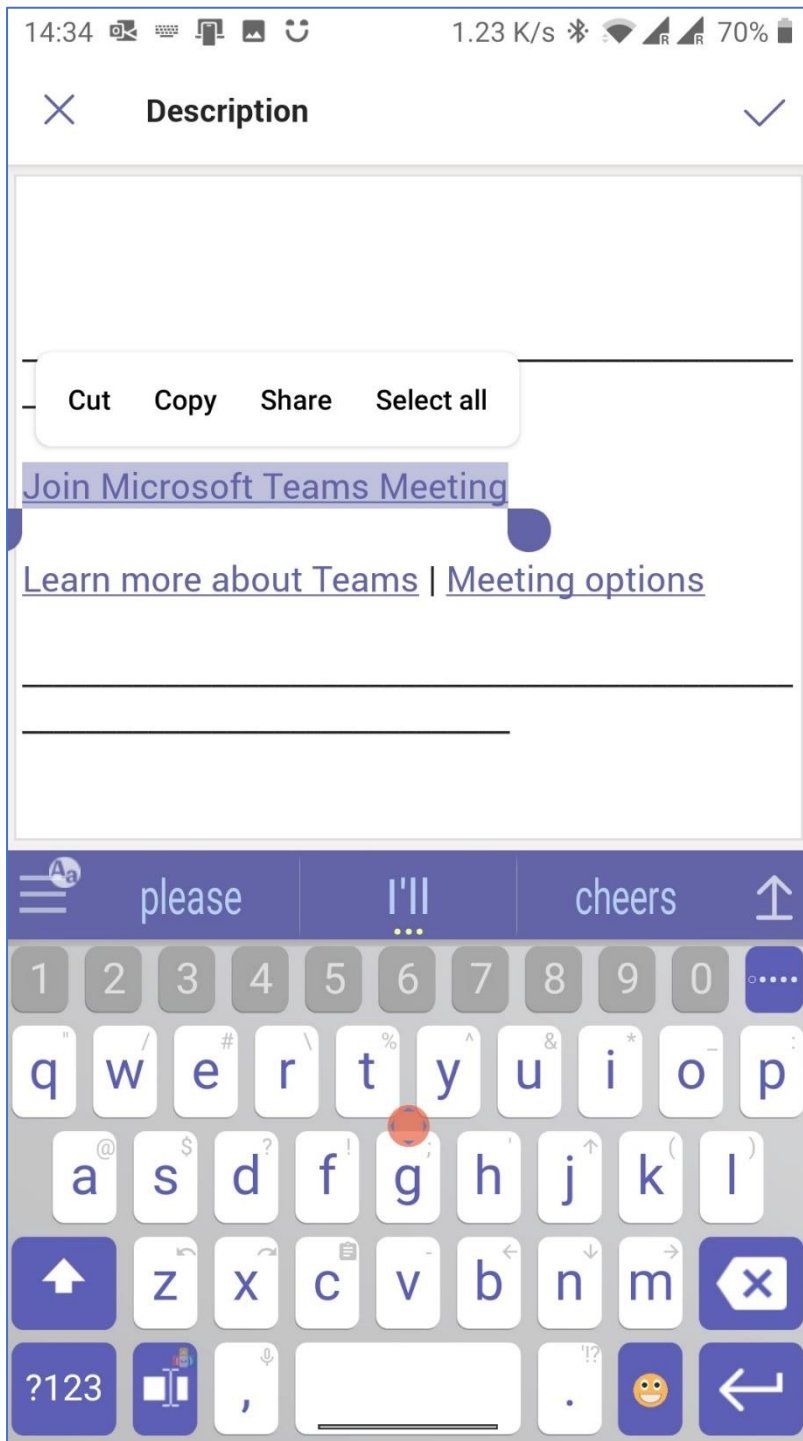 14:34 1.23 K/s 70%
Description
Cut Copy Share Select all
Join Microsoft Teams Meeting
Learn more about Teams | Meeting options
Aa please I'll cheers
1 2 3 4 5 6 7 8 9 0
q w e r t y u i o p
a s d f g h j k l
z x c v b n m
?123 , .